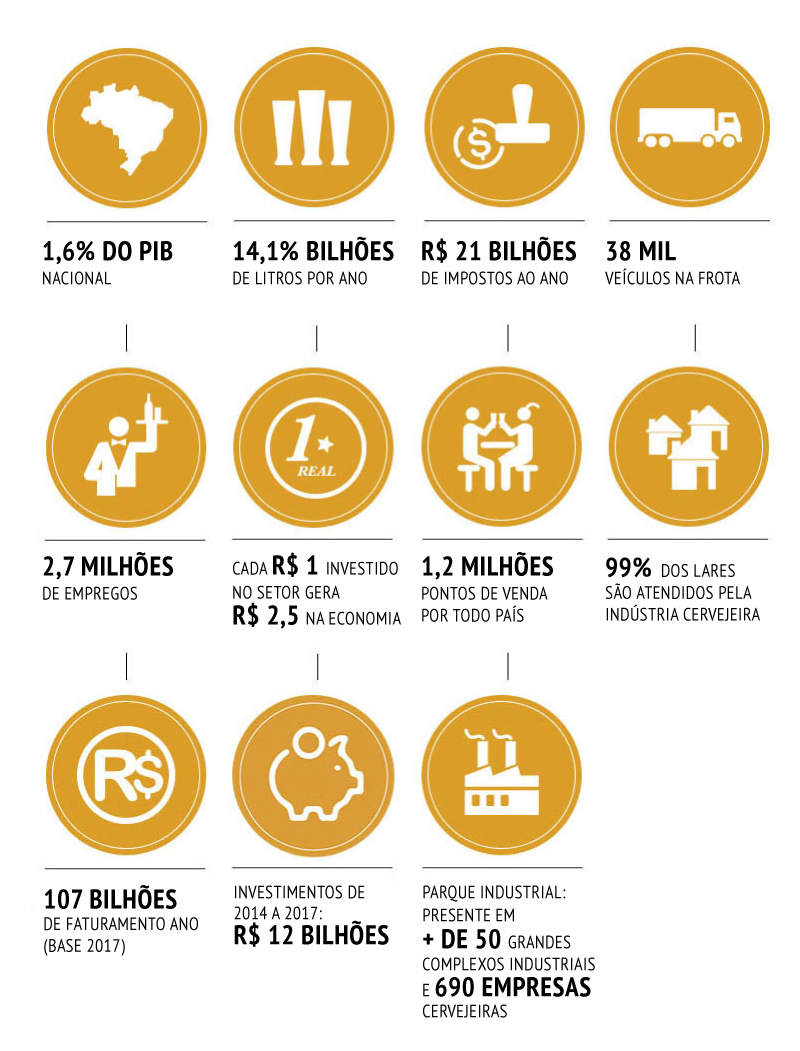 1,6% DO PIB
NACIONAL
14,1% BILHÕES
DE LITROS POR ANO
R$ 21 BILHÕES
DE IMPOSTOS AO ANO
38 MIL
VEÍCULOS NA FROTA
2,7 MILHÕES
DE EMPREGOS
1
REAL
CADA R$ 1 INVESTIDO
NO SETOR GERA
R$ 2,5 NA ECONOMIA
1,2 MILHÕES
PONTOS DE VENDA
POR TODO PAÍS
99% DOS LARES
SÃO ATENDIDOS PELA
INDÚSTRIA CERVEJEIRA
R$
107 BILHÕES
DE FATURAMENTO ANO
(BASE 2017)
INVESTIMENTOS DE
2014 A 2017:
R$ 12 BILHÕES
PARQUE INDUSTRIAL:
PRESENTE EM
+ DE 50 GRANDES
COMPLEXOS INDUSTRIAIS
E 690 EMPRESAS
CERVEJEIRAS